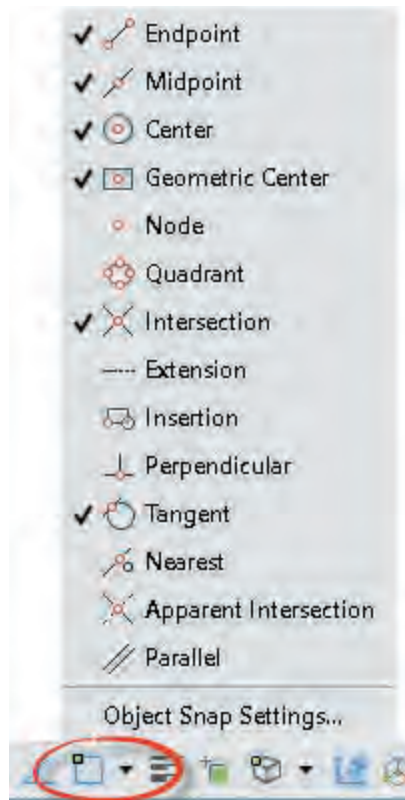 Endpoint
Midpoint
Center
Geometric Center
Node
Quadrant
Intersection
Extension
Insertion
Perpendicular
Tangent
Nearest
Apparent Intersection
Parallel
Object Snap Settings...